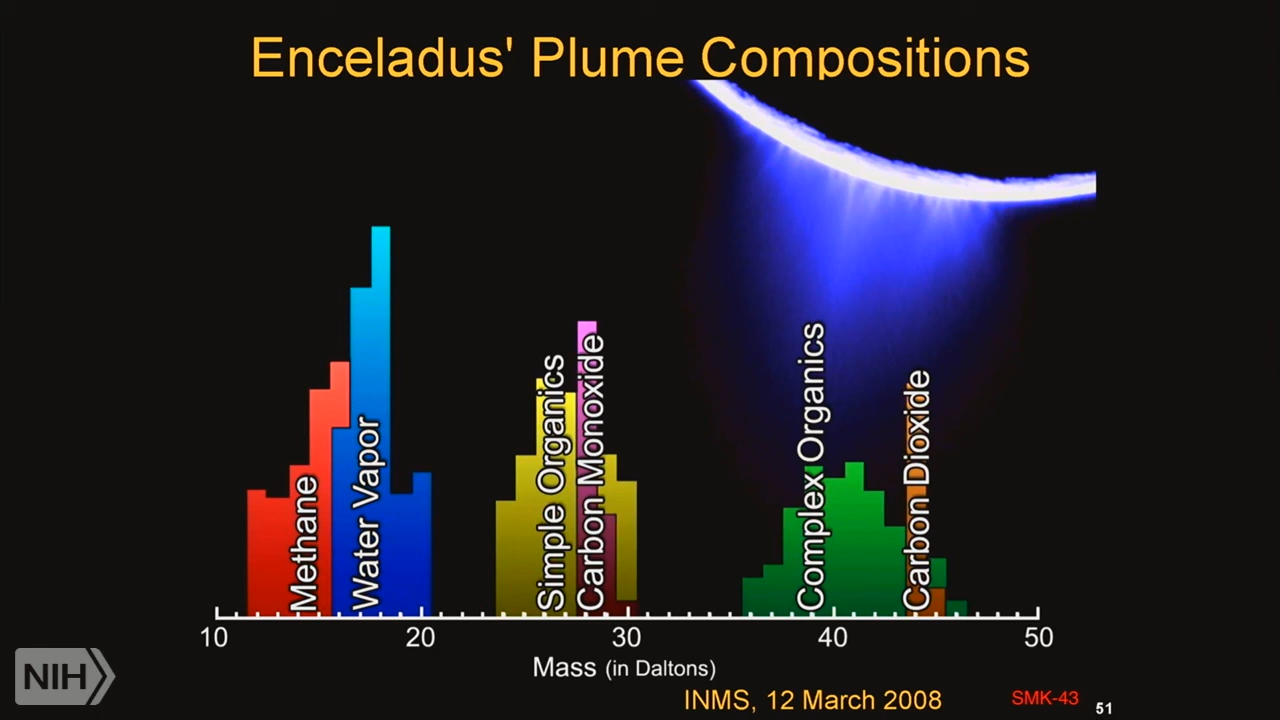 Enceladus' Plume Compositions
Methane
Water Vapor
Simple Organics
Carbon Monoxide
Complex Organics
Carbon Dioxide
10 20 30 40 50
Mass (in Daltons)
INMS, 12 March 2008
SMK-43
51
NIH